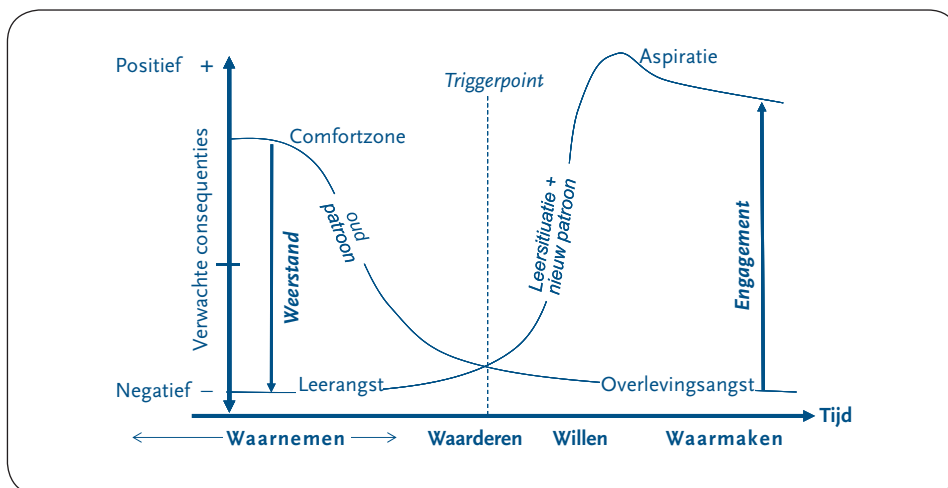 Positief +
Aspiratie
Triggerpoint
Comfortzone
Verwachte consequenties
Weerstand
oud
patroon
Leersitiuatie +
nieuw patroon
Engagement
Negatief –
Leerangst
Overlevingsangst
Tijd
Waarnemen Waarderen Willen Waarmaken